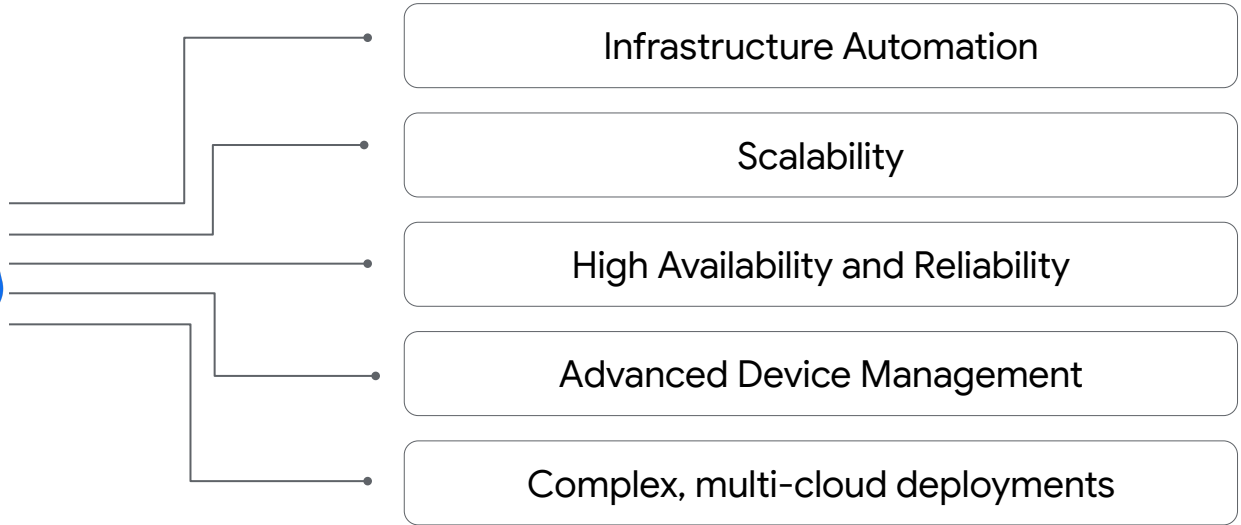 Infrastructure Automation
Scalability
High Availability and Reliability
Advanced Device Management
Complex, multi-cloud deployments